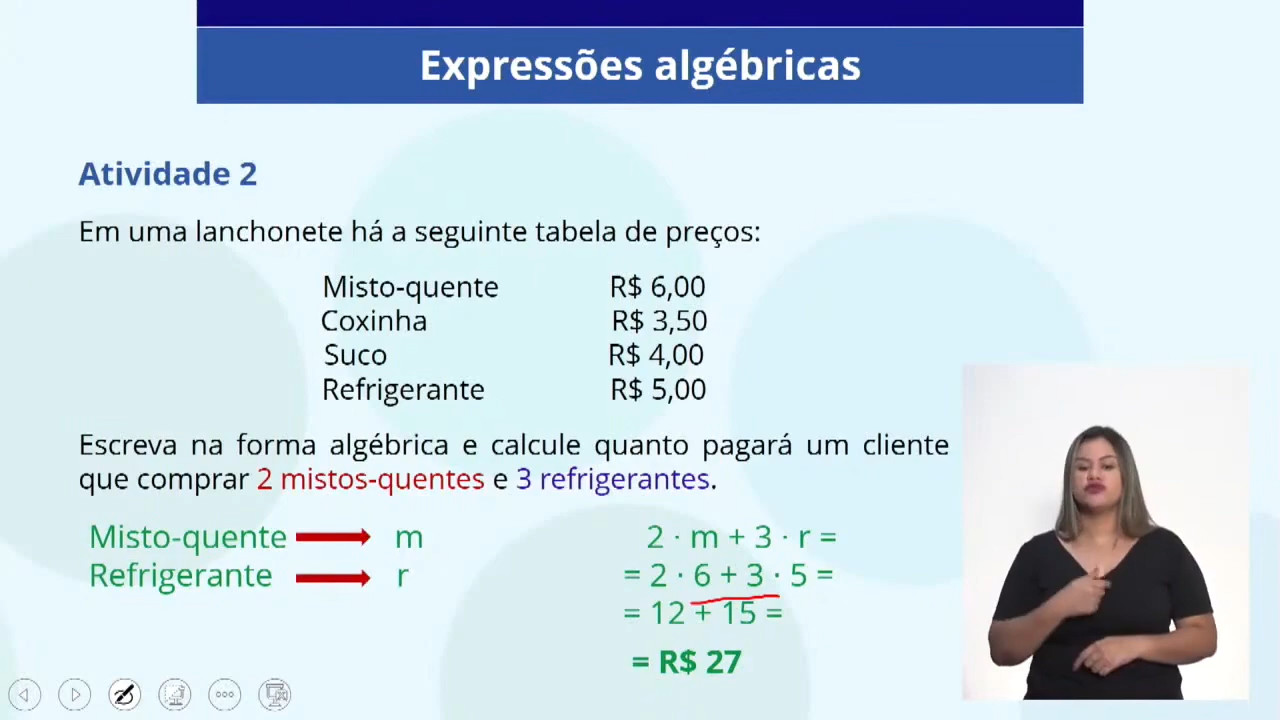 Expressões algébricas
Atividade 2
Em uma lanchonete há a seguinte tabela de preços:
Misto-quente R$ 6,00
Coxinha R$ 3,50
Suco R$ 4,00
Refrigerante R$ 5,00
Escreva na forma algébrica e calcule quanto pagará um cliente
que comprar 2 mistos-quentes e 3 refrigerantes.
Misto-quente m
Refrigerante r
2 · m + 3 · r =
= 2 · 6 + 3 · 5 =
= 12 + 15 =
= R$ 27